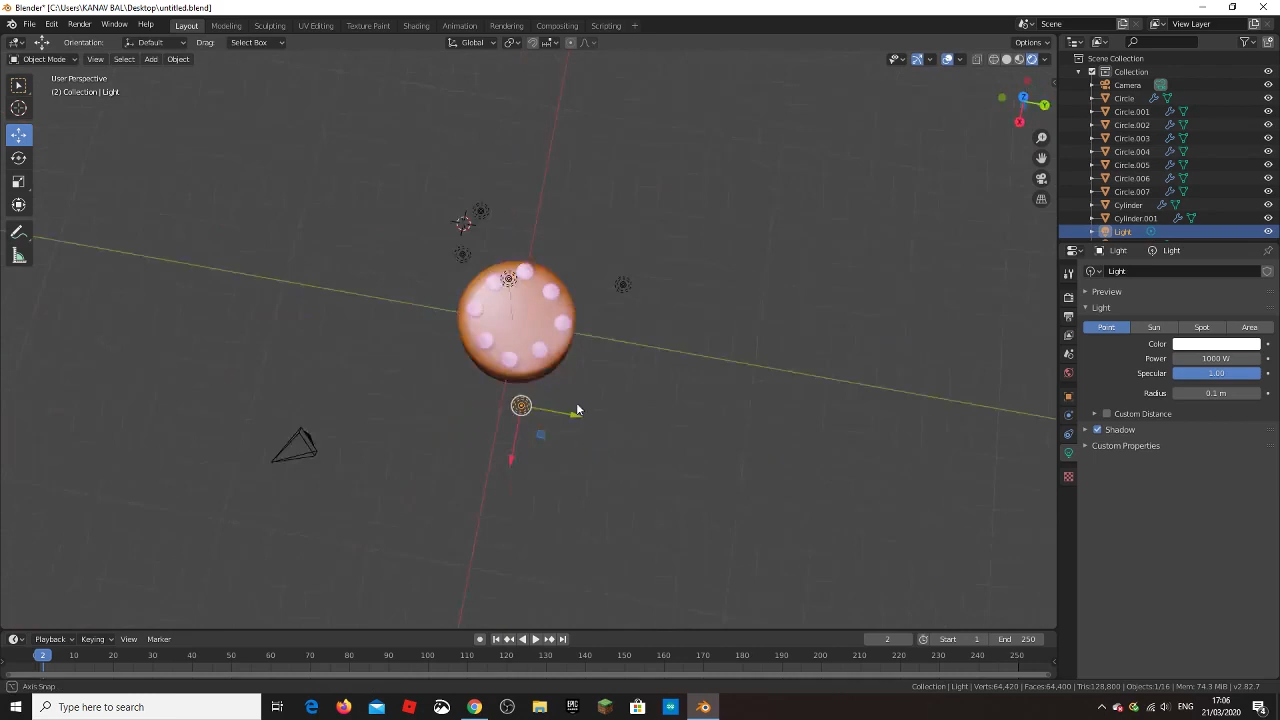 Blender* [C:\Users\KANAV BAL\Desktop\untitled.blend]
File Edit Render Window Help Layout Modeling Sculpting UV Editing Texture Paint Shading Animation Rendering Compositing Scripting + Scene View Layer
Orientation: Default Drag: Select Box Global Options
Object Mode View Select Add Object
User Perspective
(2) Collection | Light
Z
Y
X
Scene Collection
Collection
Camera
Circle
Circle.001
Circle.002
Circle.003
Circle.004
Circle.005
Circle.006
Circle.007
Cylinder
Cylinder.001
Light
Light Light
Light
Preview
Light
Point Sun Spot Area
Color
Power 1000 W
Specular 1.00
Radius 0.1 m
Custom Distance
Shadow
Custom Properties
Playback Keying View Marker 2 Start 1 End 250
2 10 20 30 40 50 60 70 80 90 100 110 120 130 140 150 160 170 180 190 200 210 220 230 240 250
Axis Snap Collection | Light | Verts:64,420 | Faces:64,400 | Tris:128,800 | Objects:1/16 | Mem: 74.3 MiB | v2.82.7
Type here to search ENG 17:06
21/03/2020